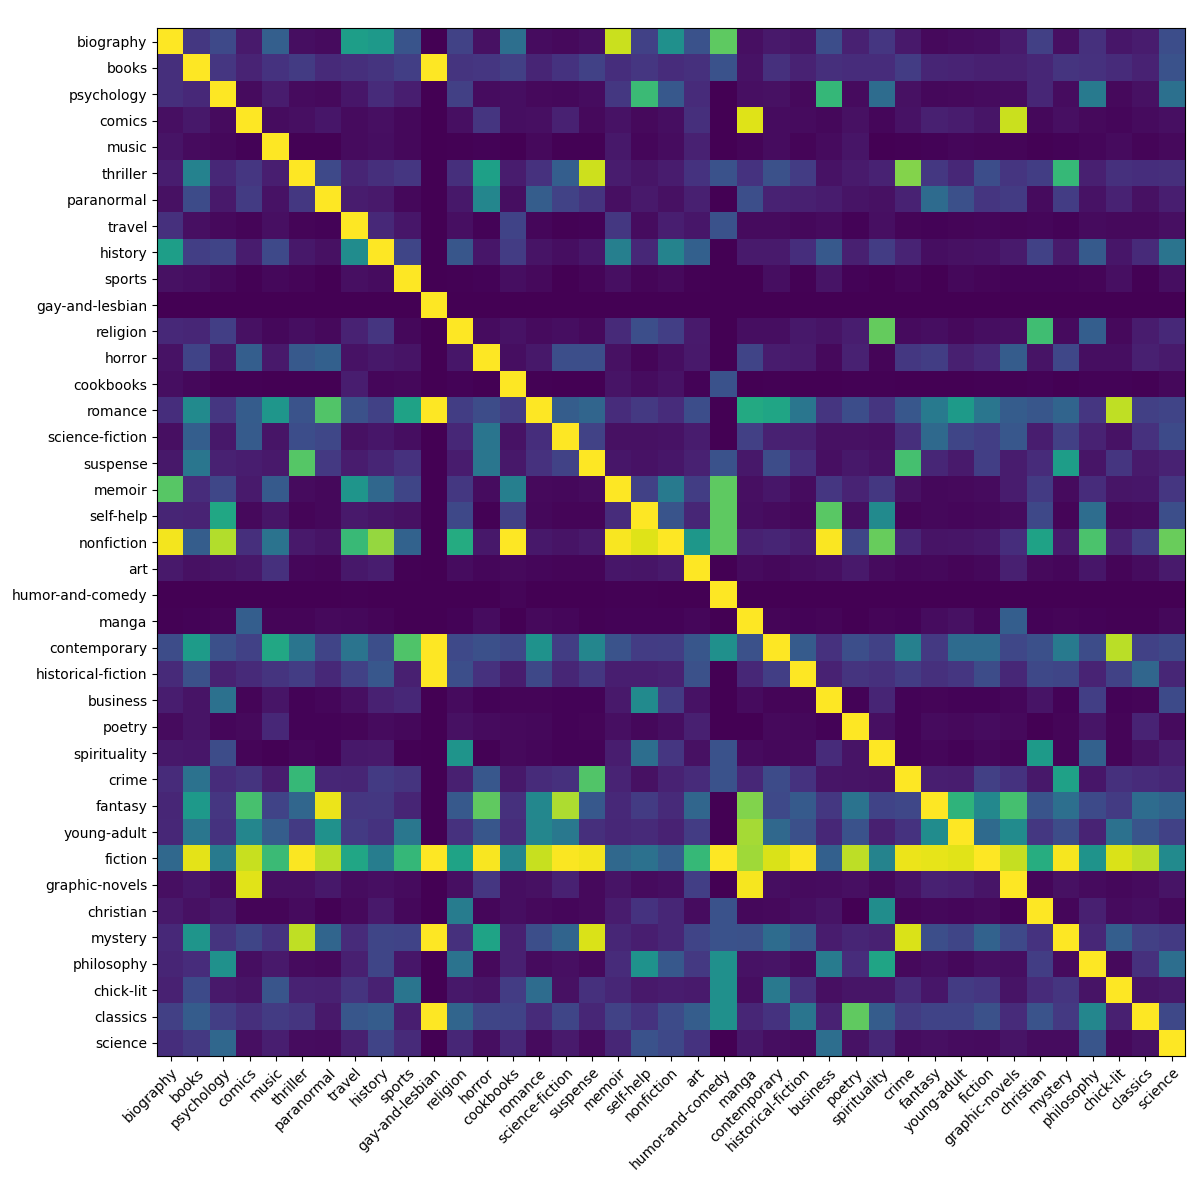 biography
books
psychology
comics
music
thriller
paranormal
travel
history
sports
gay-and-lesbian
religion
horror
cookbooks
romance
science-fiction
suspense
memoir
self-help
nonfiction
art
humor-and-comedy
manga
contemporary
historical-fiction
business
poetry
spirituality
crime
fantasy
young-adult
fiction
graphic-novels
christian
mystery
philosophy
chick-lit
classics
science
biography
books
psychology
comics
music
thriller
paranormal
travel
history
sports
gay-and-lesbian
religion
horror
cookbooks
romance
science-fiction
suspense
memoir
self-help
nonfiction
art
humor-and-comedy
manga
contemporary
historical-fiction
business
poetry
spirituality
crime
fantasy
young-adult
fiction
graphic-novels
christian
mystery
philosophy
chick-lit
classics
science